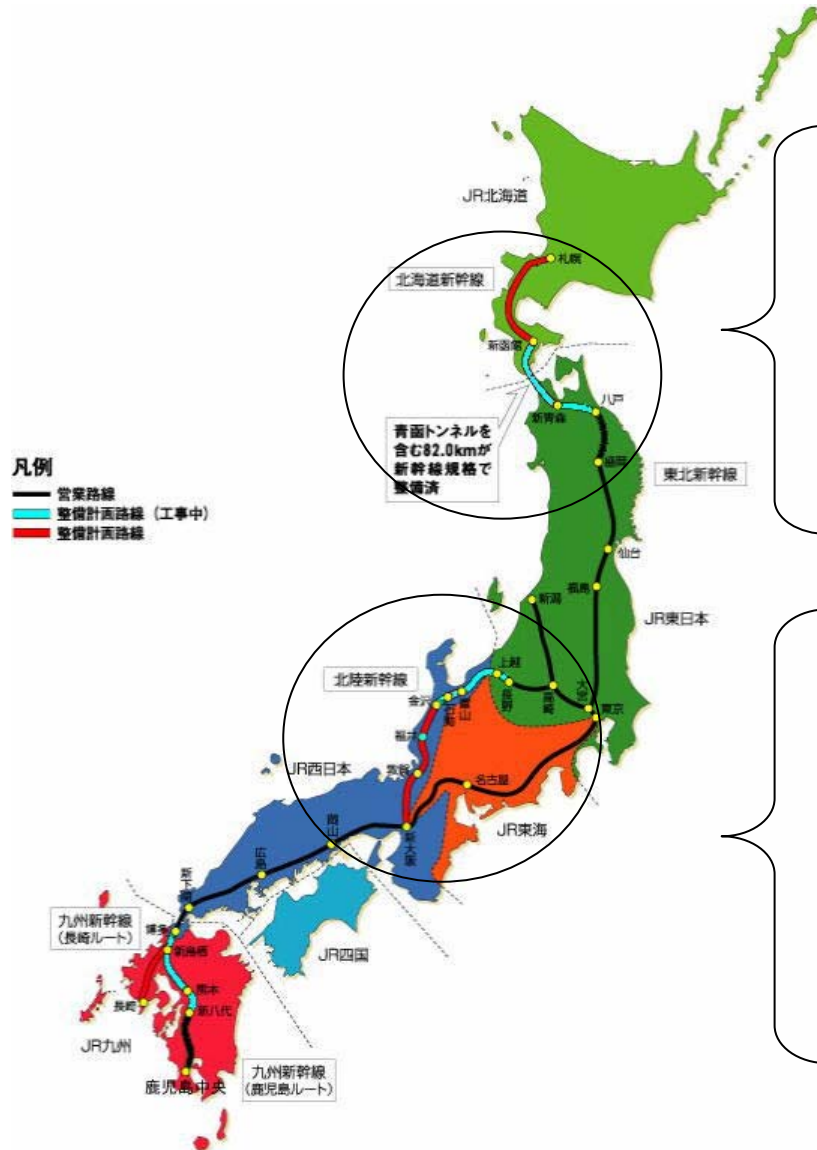 JR北海道
札幌
北海道新幹線
新函館
新青森
八戸
青函トンネルを
含む82.0kmが
新幹線規格で
整備済
盛岡
東北新幹線
凡例
営業路線
整備計画路線（工事中）
整備計画路線
仙台
福島
新潟
JR東日本
北陸新幹線
上越
長野
高崎
大宮
東京
金沢
石動
富山
福井
敦賀
JR西日本
名古屋
JR東海
新大阪
岡山
広島
新下関
九州新幹線
（長崎ルート）
博多
新鳥栖
JR四国
熊本
新八代
長崎
JR九州
九州新幹線
（鹿児島ルート）
鹿児島中央